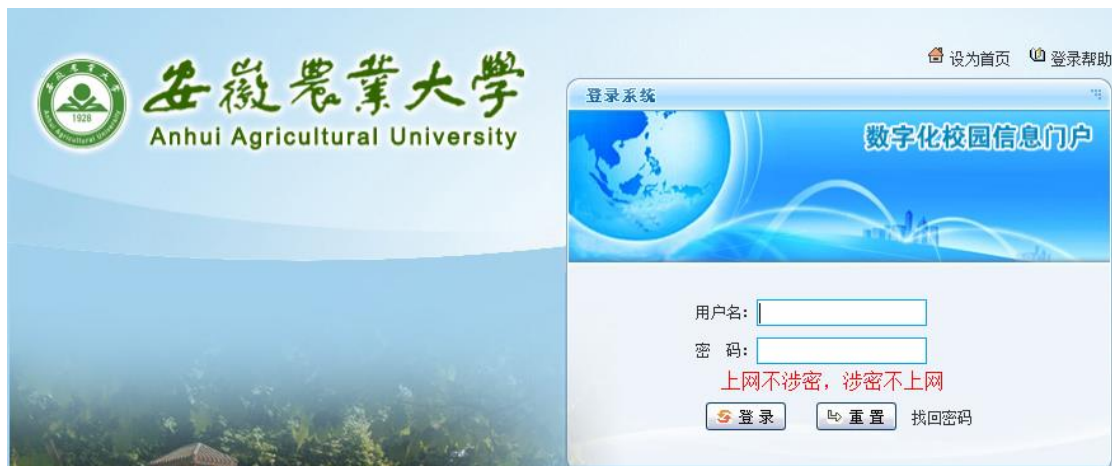 设为首页 登录帮助
安徽農業大學
Anhui Agricultural University
1928
登录系统
数字化校园信息门户
用户名：
密 码：
上网不涉密，涉密不上网
登 录 重 置 找回密码